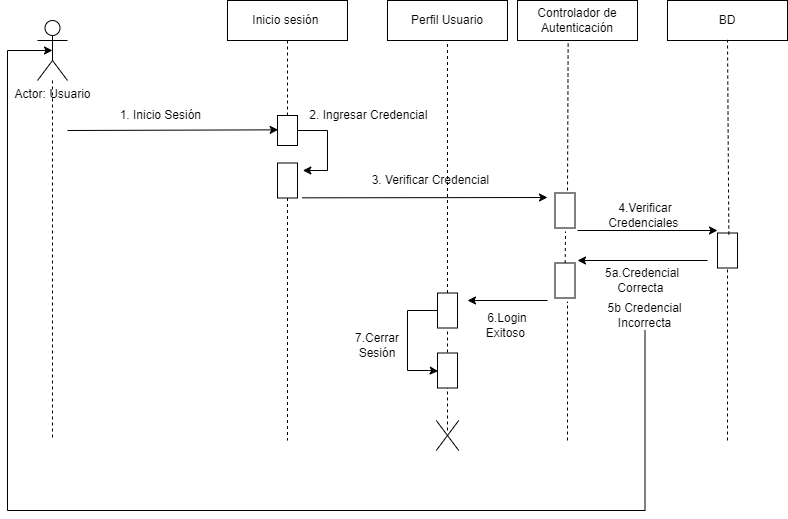 Inicio sesión
Perfil Usuario
Controlador de
Autenticación
BD
Actor: Usuario
1. Inicio Sesión
2. Ingresar Credencial
3. Verificar Credencial
4.Verificar
Credenciales
5a.Credencial
Correcta
5b Credencial
Incorrecta
6.Login
Exitoso
7.Cerrar
Sesión